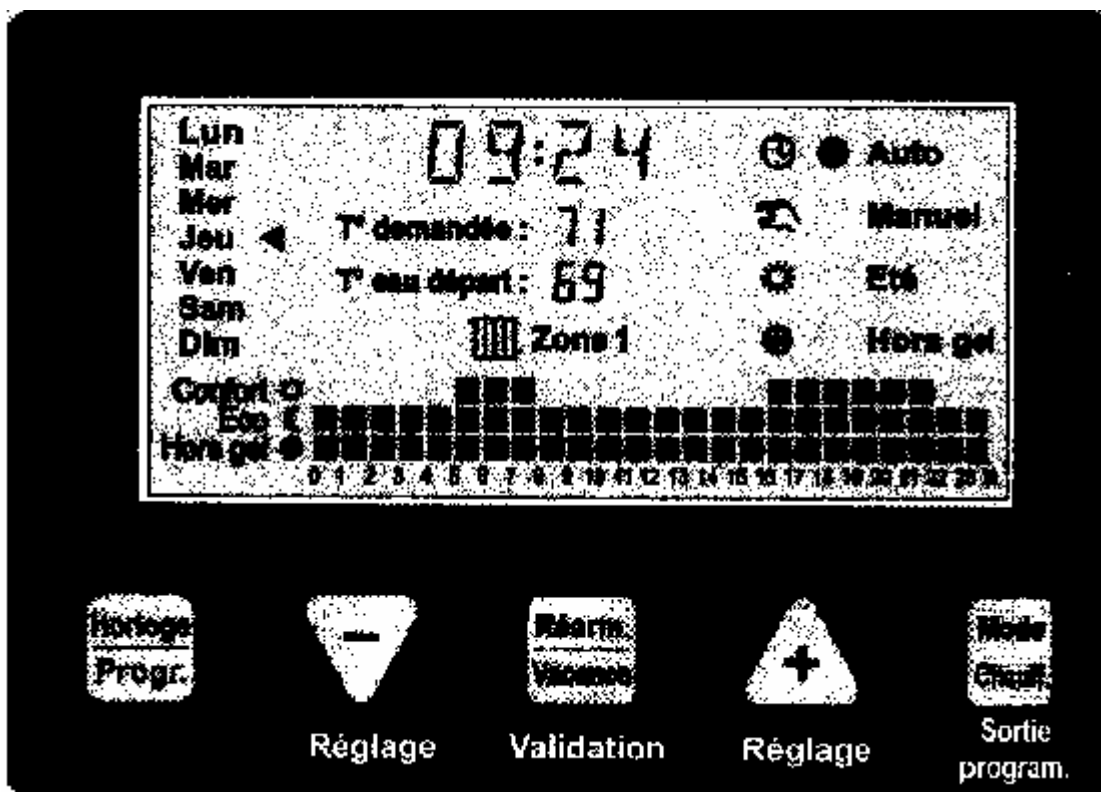 Lun
Mar
Mer
Jeu
Ven
Sam
Dim
09:24
T° demandée : 71
T° eau départ : 69
Zone 1
Auto
Manuel
Eté
Hors gel
Confort
Eco
Hors gel
0 1 2 3 4 5 6 7 8 9 10 11 12 13 14 15 16 17 18 19 20 21 22 23
Horloge
Progr.
-
Réglage
Réarm.
Vacance
Validation
+
Réglage
Mode
Chauff.
Sortie
program.